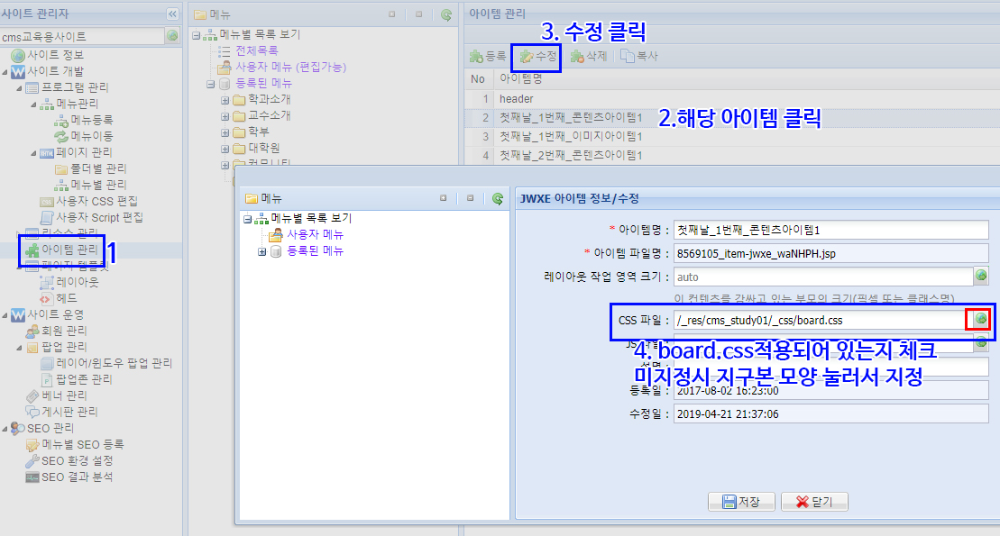 사이트 관리자
cms교육용사이트
사이트 정보
사이트 개발
프로그램 관리
메뉴관리
메뉴등록
메뉴이동
페이지 관리
폴더별 관리
메뉴별 관리
사용자 CSS 편집
사용자 Script 편집
리소스 관리
아이템 관리
1
페이지 템플릿
레이아웃
헤드
사이트 운영
회원 관리
팝업 관리
레이어/윈도우 팝업 관리
팝업존 관리
베너 관리
게시판 관리
SEO 관리
메뉴별 SEO 등록
SEO 환경 설정
SEO 결과 분석
메뉴
메뉴별 목록 보기
전체목록
사용자 메뉴 (편집가능)
등록된 메뉴
학과소개
교수소개
학부
대학원
커뮤니티
아이템 관리
3. 수정 클릭
등록 수정 삭제 복사
No 아이템명
1 header
2 첫째날_1번째_콘텐츠아이템1
2.해당 아이템 클릭
3 첫째날_1번째_이미지아이템1
4 첫째날_2번째_콘텐츠아이템1
메뉴
메뉴별 목록 보기
사용자 메뉴
등록된 메뉴
JWXE 아이템 정보/수정
* 아이템명 : 첫째날_1번째_콘텐츠아이템1
* 아이템 파일명 : 8569105_item-jwxe_waNHPH.jsp
레이아웃 작업 영역 크기 : auto
이 컨텐츠를 감싸고 있는 부모의 크기(픽셀 또는 클래스명)
CSS 파일 : /_res/cms_study01/_css/board.css
JS 파일 :
4. board.css적용되어 있는지 체크
미지정시 지구본 모양 눌러서 지정
등록일 : 2017-08-02 16:23:00
수정일 : 2019-04-21 21:37:06
저장 닫기